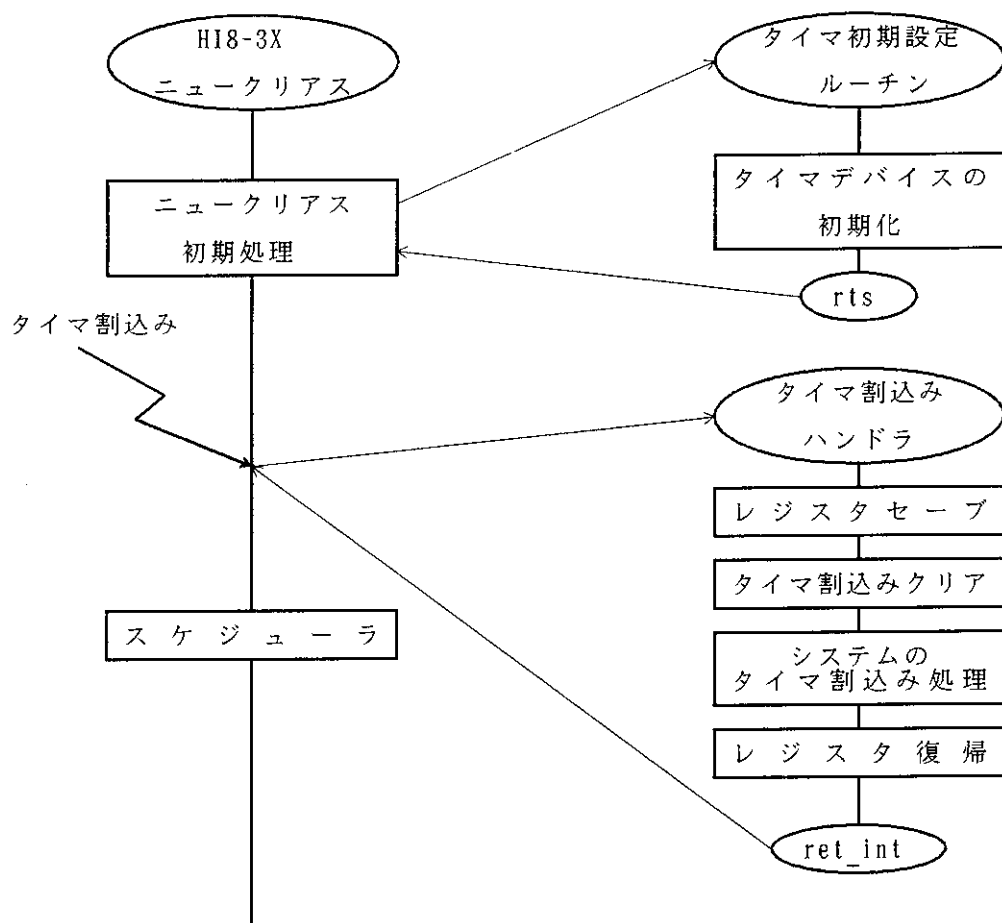 HI8-3X
ニュークリアス
ニュークリアス
初期処理
タイマ割込み
スケジューラ
タイマ初期設定
ルーチン
タイマデバイスの
初期化
rts
タイマ割込み
ハンドラ
レジスタセーブ
タイマ割込みクリア
システムの
タイマ割込み処理
レジスタ復帰
ret_int